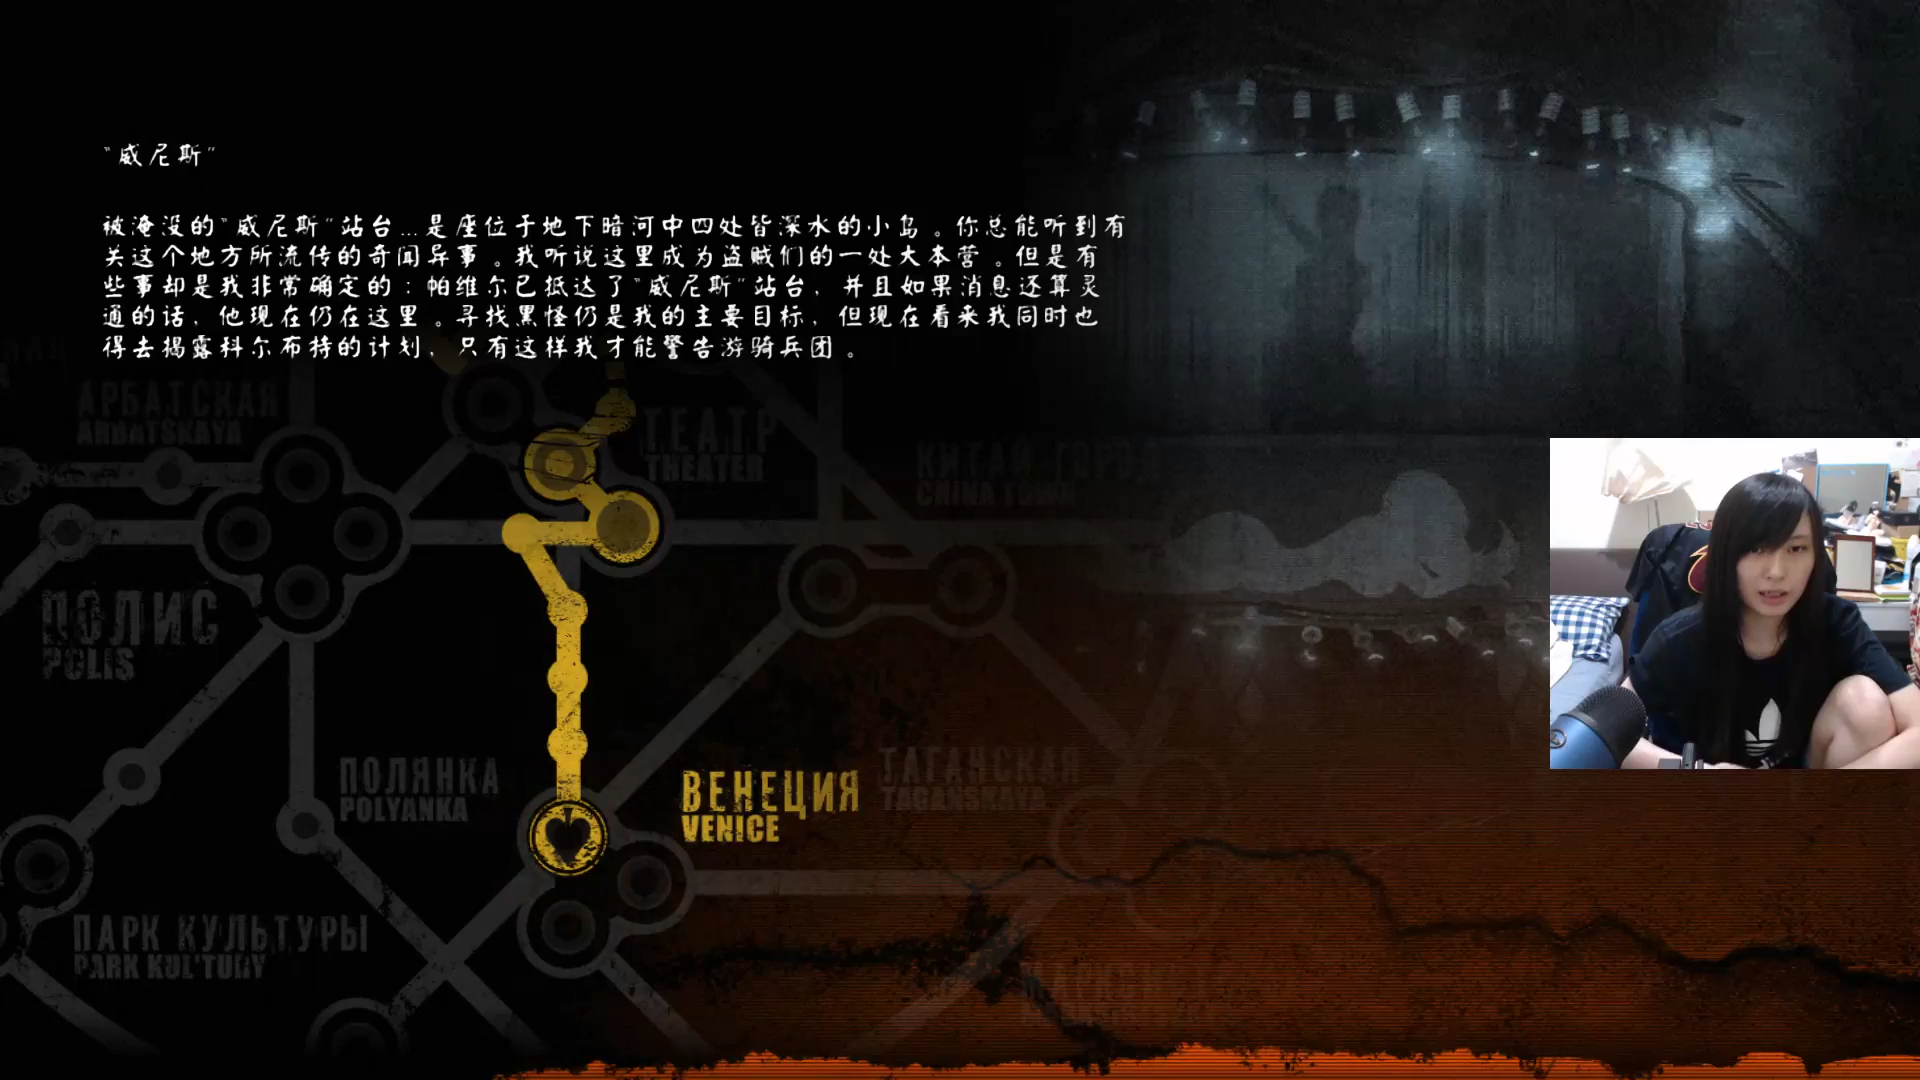 “威尼斯”
被淹没的“威尼斯”站台...是座位于地下暗河中四处皆深水的小岛。你总能听到有
关这个地方所流传的奇闻异事。我听说这里成为盗贼们的一处大本营。但是有
些事却是我非常确定的：帕维尔已抵达了“威尼斯”站台，并且如果消息还算灵
通的话，他现在仍在这里。寻找黑怪仍是我的主要目标，但现在看来我同时也
得去揭露科尔布特的计划，只有这样我才能警告游骑兵团。
АРБАТСКАЯ
ARBATSKAYA
ТЕАТР
THEATER
КИТАЙ-ГОРОД
CHINA TOWN
ПОЛИС
POLIS
ПОЛЯНКА
POLYANKA
ВЕНЕЦИЯ
VENICE
ТАГАНСКАЯ
TAGANSKAYA
ПАРК КУЛЬТУРЫ
PARK KUL'TURY